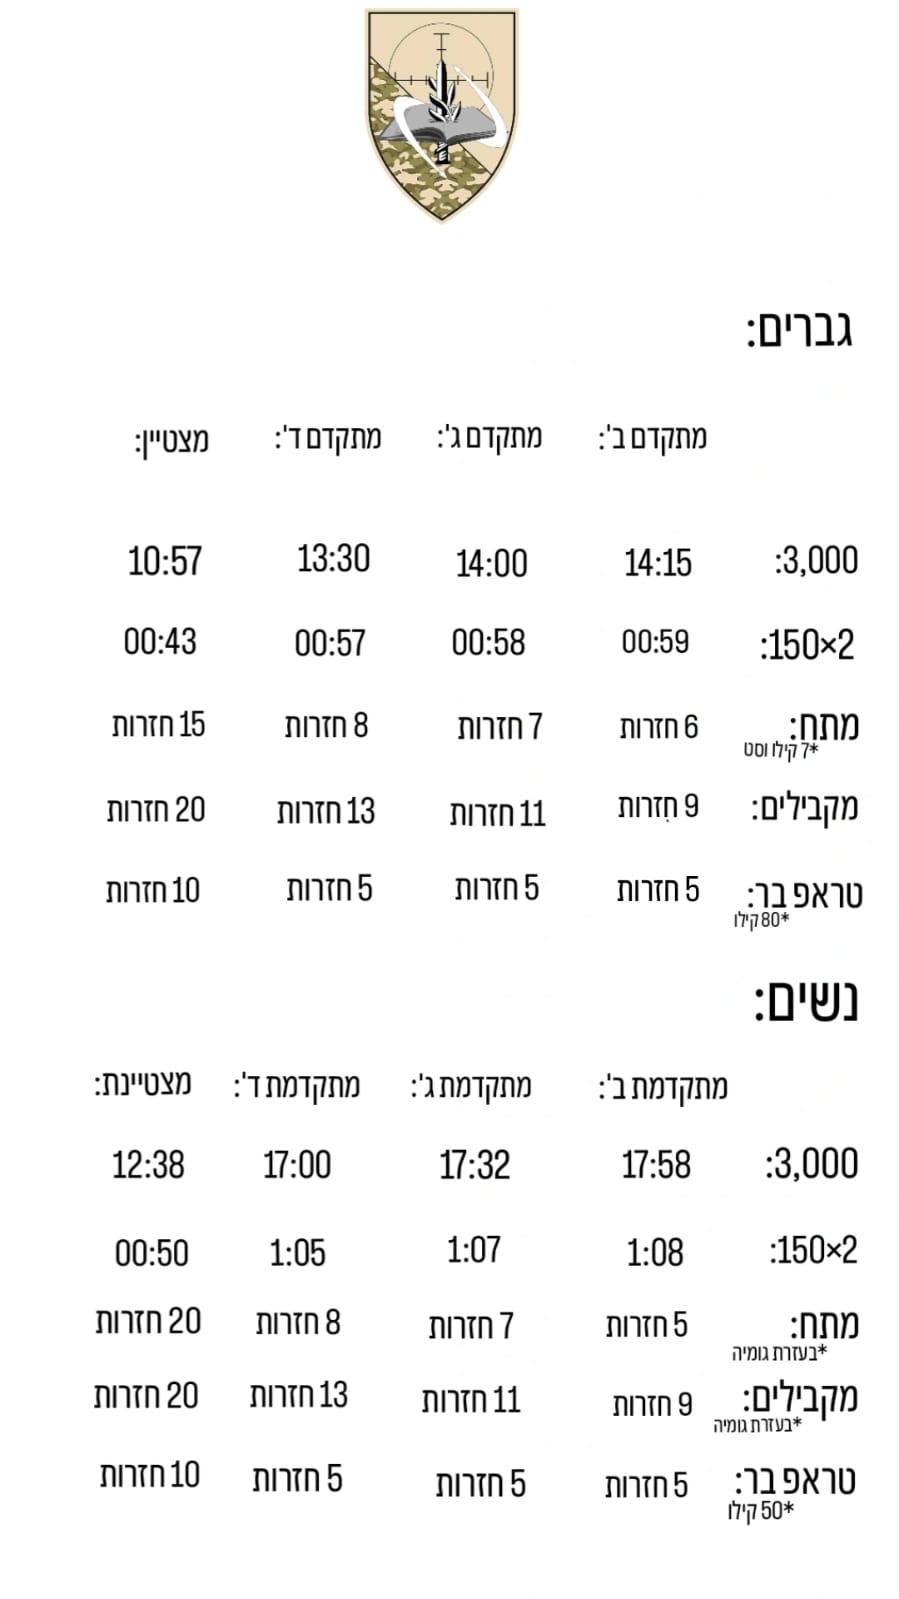 גברים:
מתקדם ב': מתקדם ג': מתקדם ד': מצטיין:
3,000: 14:15 14:00 13:30 10:57
150×2: 00:59 00:58 00:57 00:43
מתח: 6 חזרות 7 חזרות 8 חזרות 15 חזרות
*7 קילו וסט
מקבילים: 9 חזרות 11 חזרות 13 חזרות 20 חזרות
טראפ בר: 5 חזרות 5 חזרות 5 חזרות 10 חזרות
*80 קילו
נשים:
מתקדמת ב': מתקדמת ג': מתקדמת ד': מצטיינת:
3,000: 17:58 17:32 17:00 12:38
150×2: 1:08 1:07 1:05 00:50
מתח: 5 חזרות 7 חזרות 8 חזרות 20 חזרות
*בעזרת גומיה
מקבילים: 9 חזרות 11 חזרות 13 חזרות 20 חזרות
*בעזרת גומיה
טראפ בר: 5 חזרות 5 חזרות 5 חזרות 10 חזרות
*50 קילו